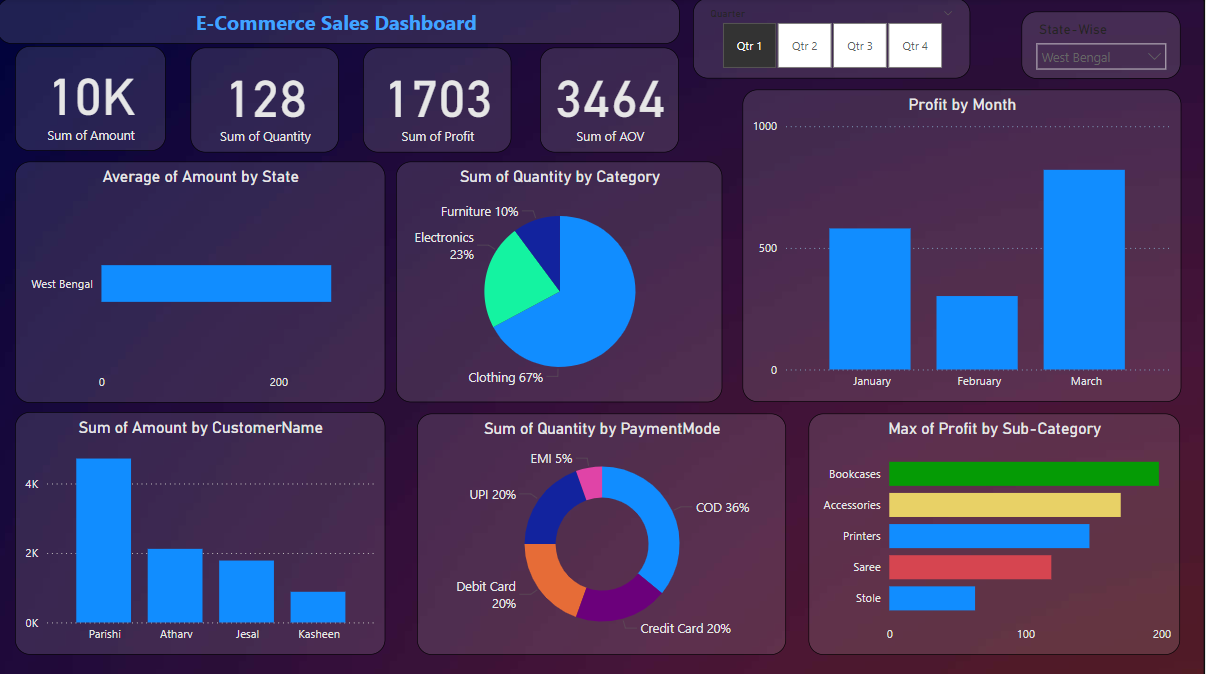 E-Commerce Sales Dashboard
Quarter
Qtr 1
Qtr 2
Qtr 3
Qtr 4
State-Wise
West Bengal
10K
Sum of Amount
128
Sum of Quantity
1703
Sum of Profit
3464
Sum of AOV
Profit by Month
1000
500
0
January
February
March
Average of Amount by State
West Bengal
0
200
Sum of Quantity by Category
Furniture 10%
Electronics
23%
Clothing 67%
Sum of Amount by CustomerName
4K
2K
0K
Parishi
Atharv
Jesal
Kasheen
Sum of Quantity by PaymentMode
EMI 5%
UPI 20%
COD 36%
Debit Card
20%
Credit Card 20%
Max of Profit by Sub-Category
Bookcases
Accessories
Printers
Saree
Stole
0
100
200